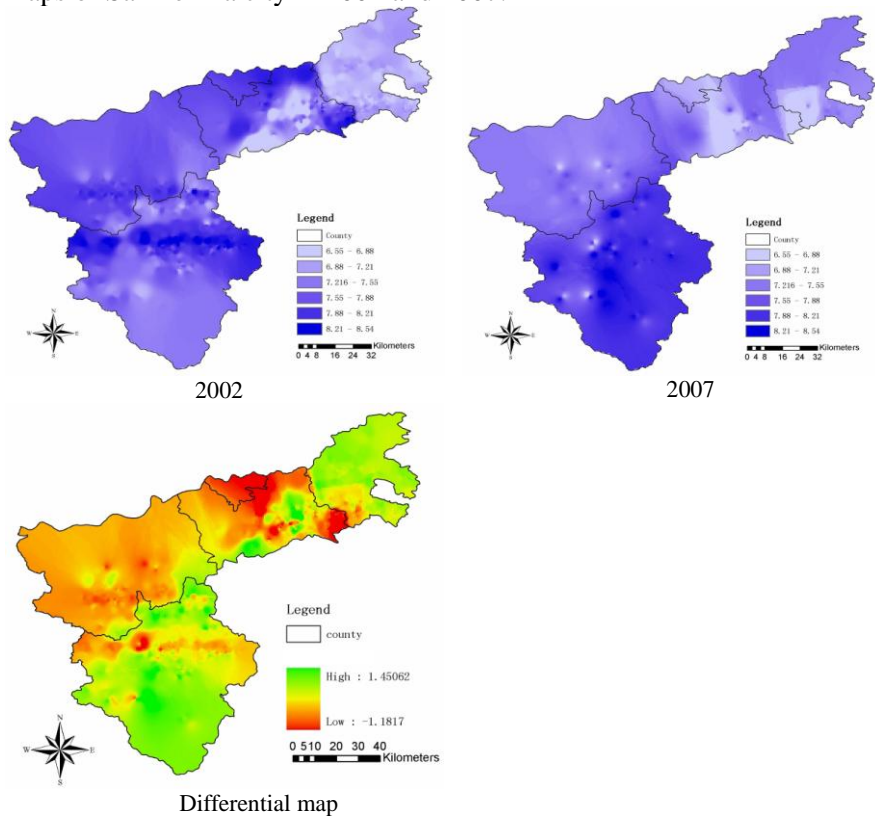 Legend
County
6.55 - 6.88
6.88 - 7.21
7.216 - 7.55
7.55 - 7.88
7.88 - 8.21
8.21 - 8.54
N
W E
S
Kilometers
0 4 8 16 24 32
2002
Legend
County
6.55 - 6.88
6.88 - 7.21
7.216 - 7.55
7.55 - 7.88
7.88 - 8.21
8.21 - 8.54
N
W E
S
Kilometers
0 4 8 16 24 32
2007
Legend
county
High : 1.45062
Low : -1.1817
N
W E
S
0 5 10 20 30 40
Kilometers
Differential map